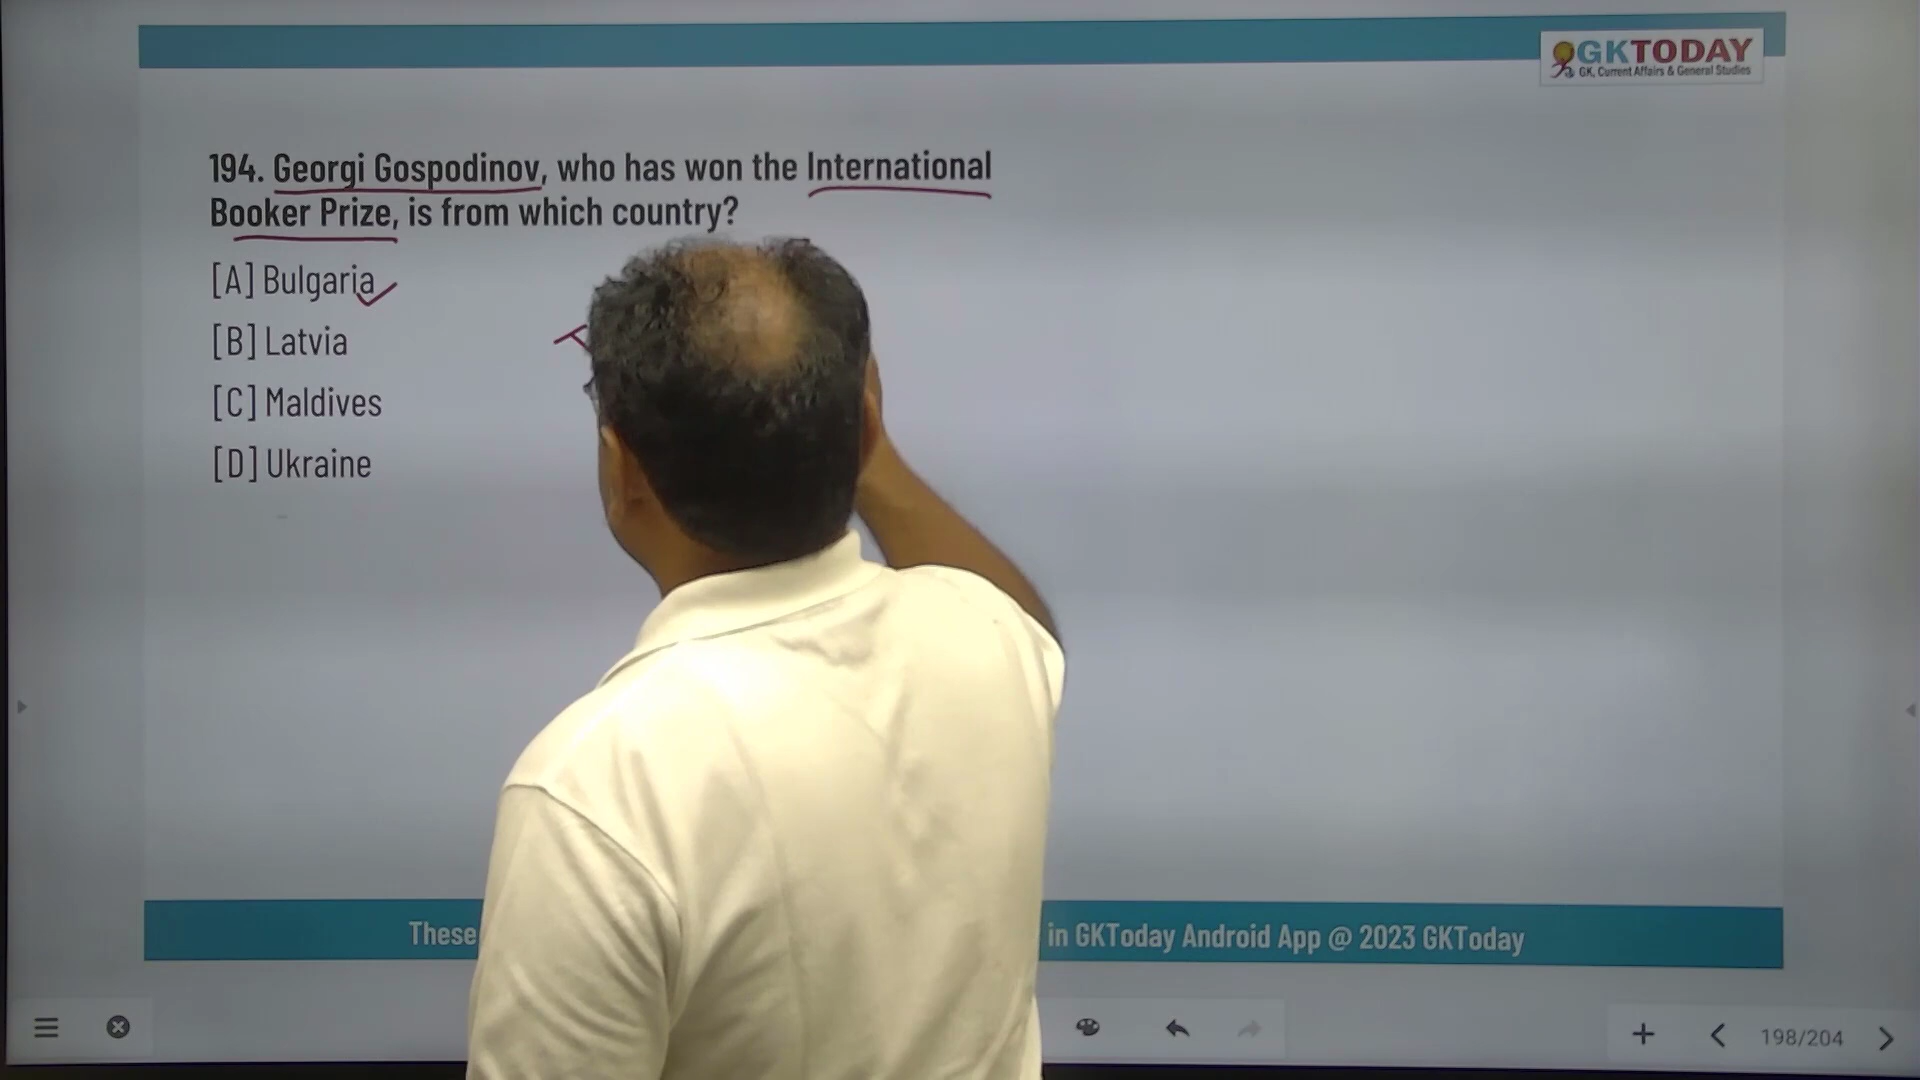 GKTODAY
GK, Current Affairs & General Studies
194. Georgi Gospodinov, who has won the International
Booker Prize, is from which country?
[A] Bulgaria
[B] Latvia
[C] Maldives
[D] Ukraine
These in GKToday Android App @ 2023 GKToday
198/204